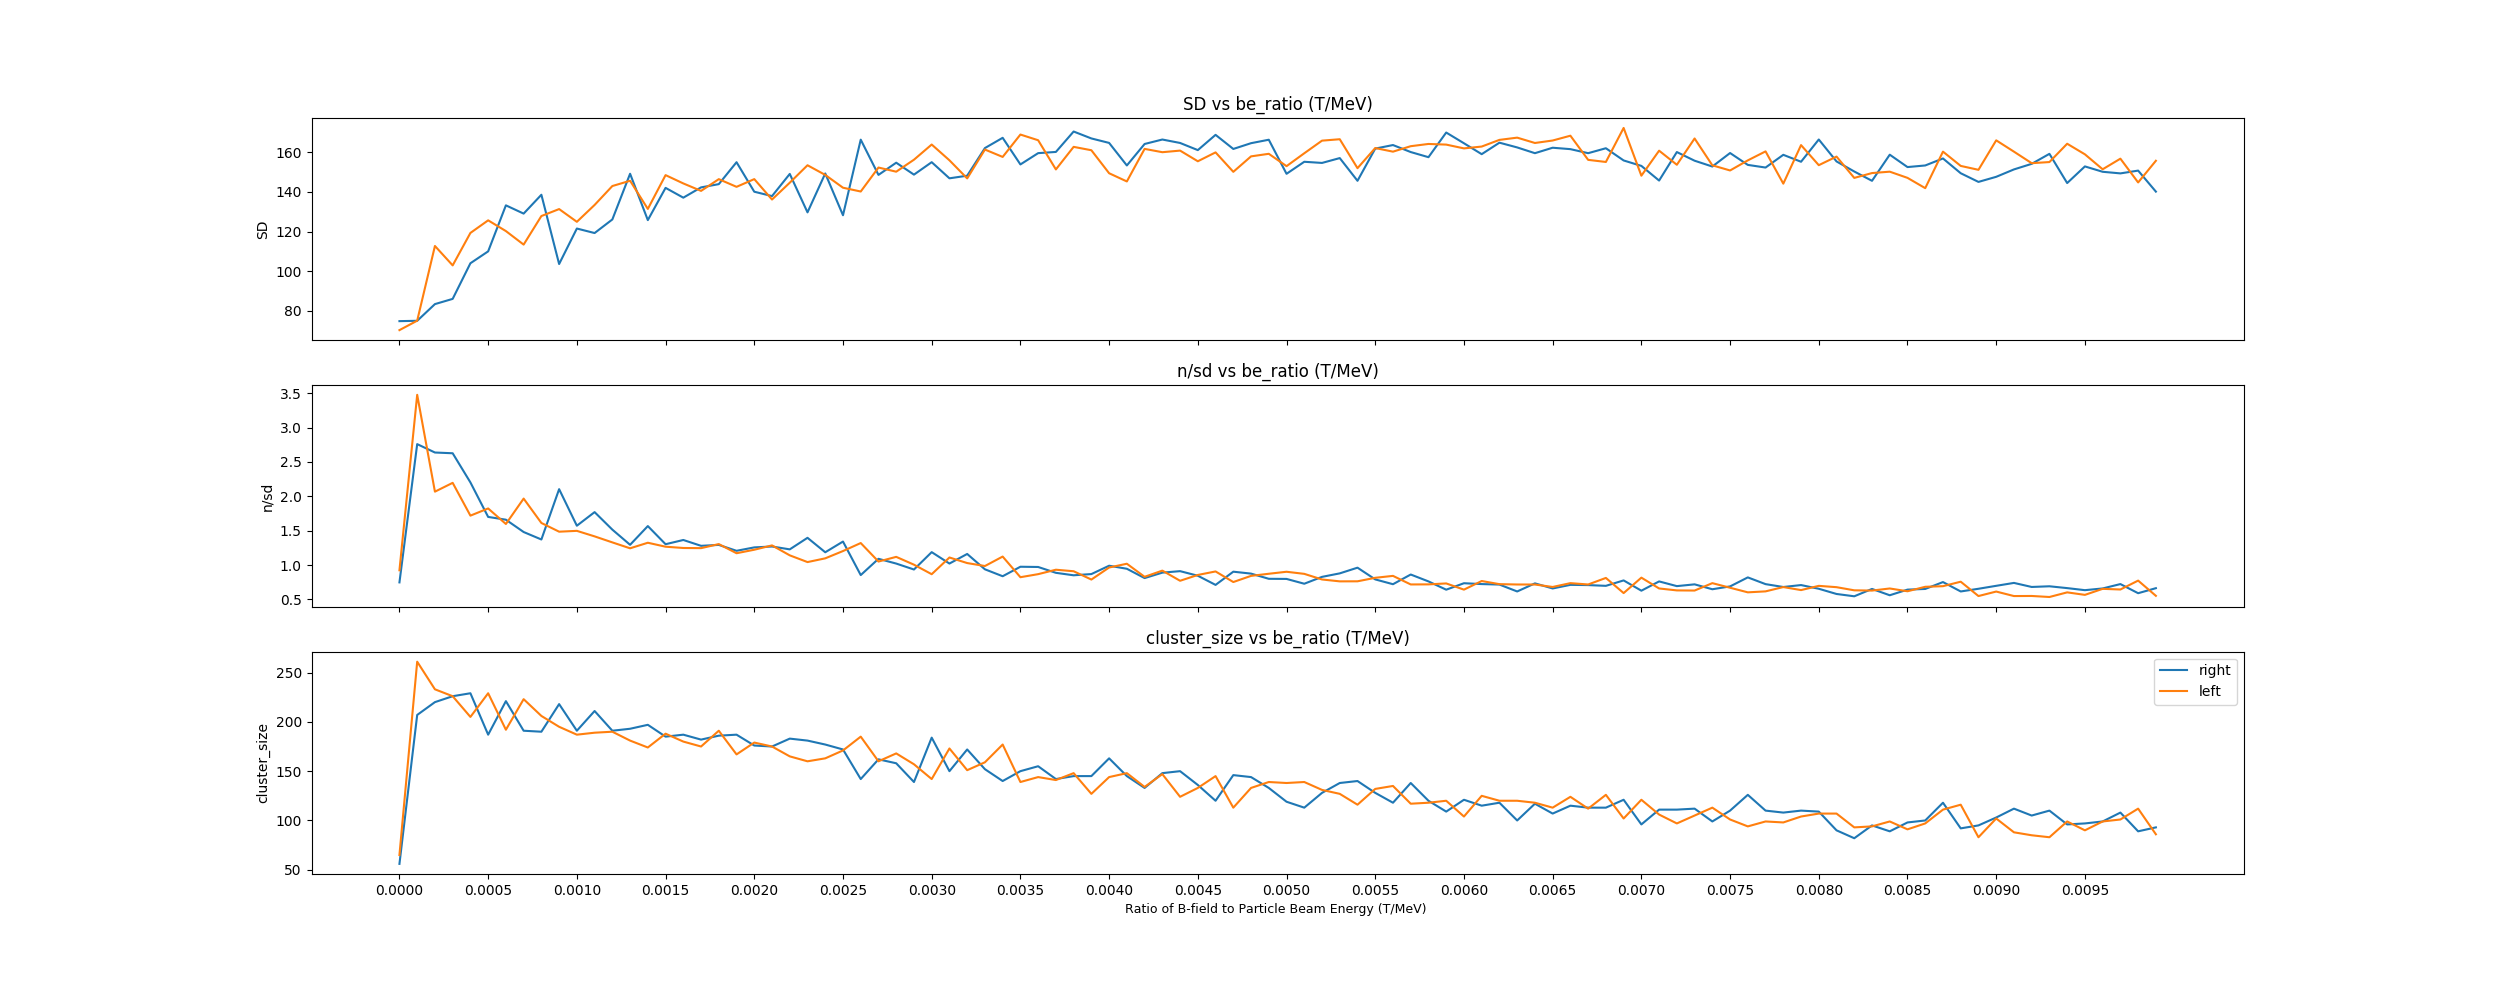 SD vs be_ratio (T/MeV)
160
140
120
100
80
SD
n/sd vs be_ratio (T/MeV)
3.5
3.0
2.5
2.0
1.5
1.0
0.5
n/sd
cluster_size vs be_ratio (T/MeV)
250
200
150
100
50
cluster_size
right
left
0.0000 0.0005 0.0010 0.0015 0.0020 0.0025 0.0030 0.0035 0.0040 0.0045 0.0050 0.0055 0.0060 0.0065 0.0070 0.0075 0.0080 0.0085 0.0090 0.0095
Ratio of B-field to Particle Beam Energy (T/MeV)